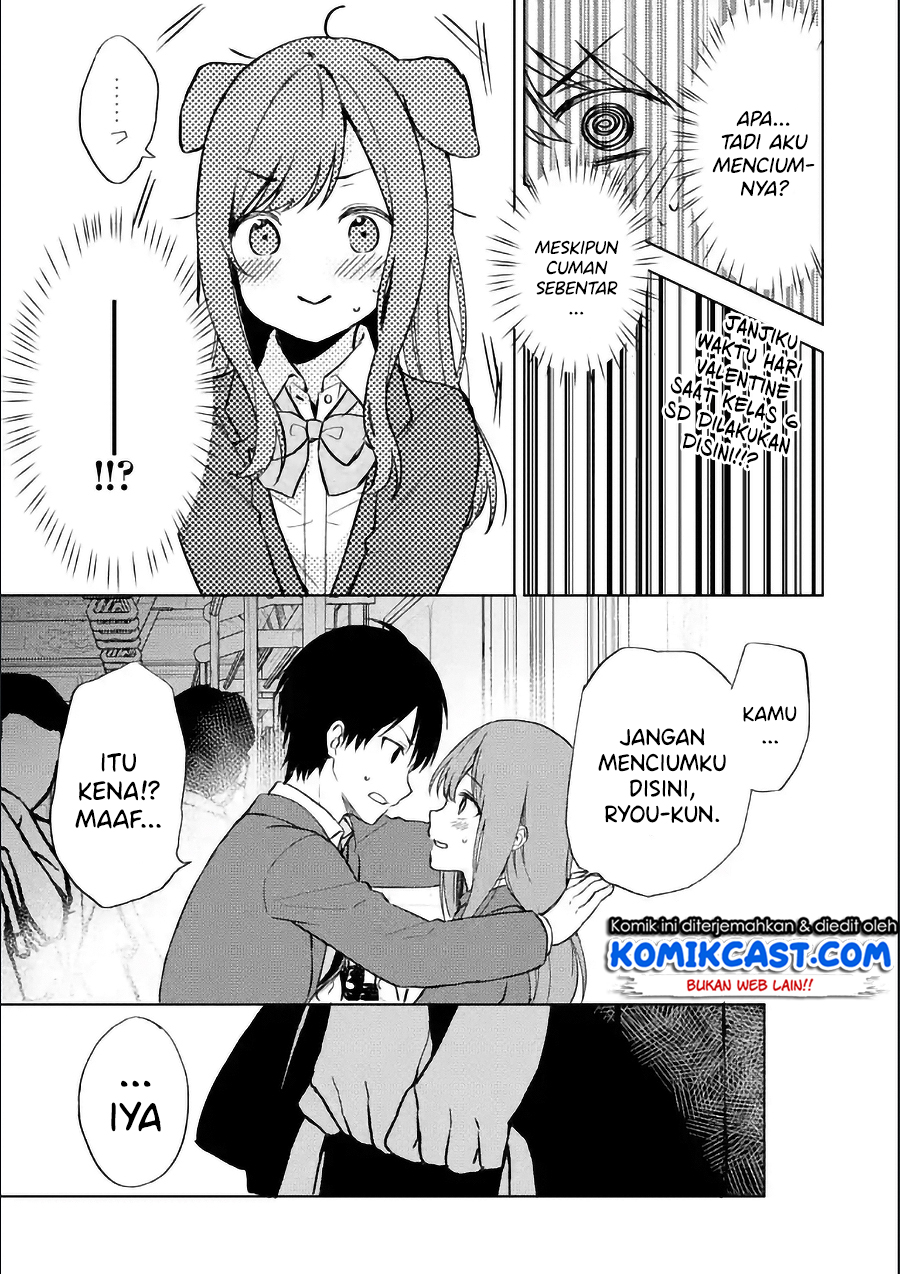 APA...
TADI AKU
MENCIUM-
NYA?
MESKIPUN
CUMAN
SEBENTAR
...
JANJIKU
WAKTU HARI
VALENTINE
SAAT KELAS 6
SD DILAKUKAN
DISINI!!?
......
!!?
KAMU
...
JANGAN
MENCIUMKU
DISINI,
RYOU-KUN.
ITU
KENA!?
MAAF...
Komik ini diterjemahkan & diedit oleh
KOMIKCAST.COM
BUKAN WEB LAIN!!
...
IYA